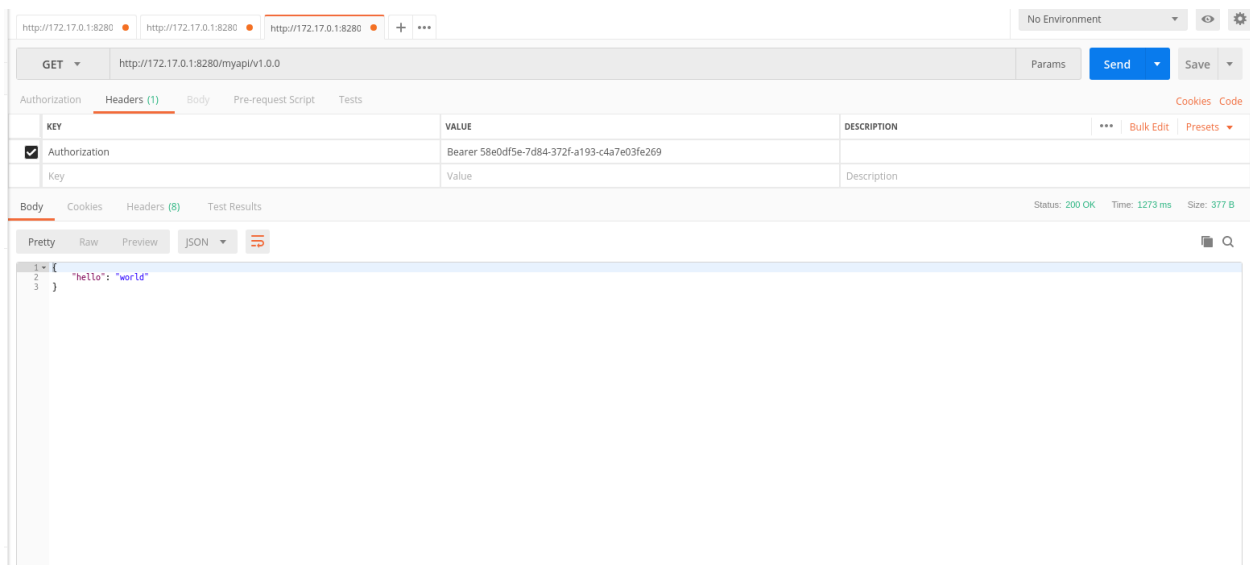 http://172.17.0.1:8280 http://172.17.0.1:8280 http://172.17.0.1:8280 No Environment
GET http://172.17.0.1:8280/myapi/v1.0.0 Params Send Save
Authorization Headers (1) Body Pre-request Script Tests Cookies Code
KEY VALUE DESCRIPTION Bulk Edit Presets
Authorization Bearer 58e0df5e-7d84-372f-a193-c4a7e03fe269
Key Value Description
Body Cookies Headers (8) Test Results Status: 200 OK Time: 1273 ms Size: 377 B
Pretty Raw Preview JSON
1 {
2 "hello": "world"
3 }